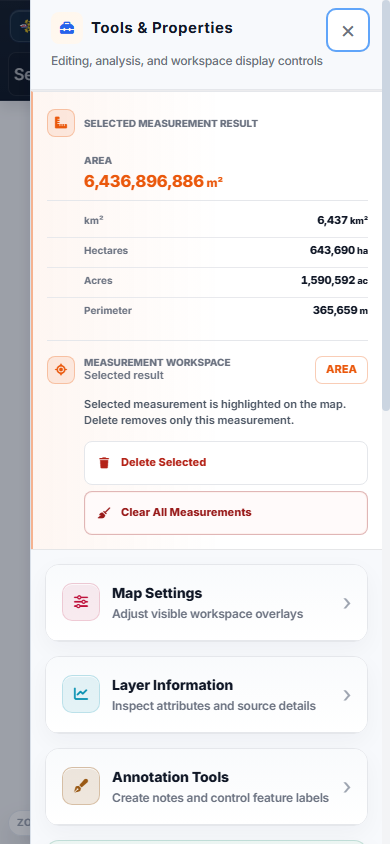 Tools & Properties
Editing, analysis, and workspace display controls
Se
SELECTED MEASUREMENT RESULT
AREA
6,436,896,886 m²
km² 6,437 km²
Hectares 643,690 ha
Acres 1,590,592 ac
Perimeter 365,659 m
MEASUREMENT WORKSPACE
Selected result
AREA
Selected measurement is highlighted on the map.
Delete removes only this measurement.
Delete Selected
Clear All Measurements
Map Settings
Adjust visible workspace overlays
Layer Information
Inspect attributes and source details
Annotation Tools
Create notes and control feature labels
ZO